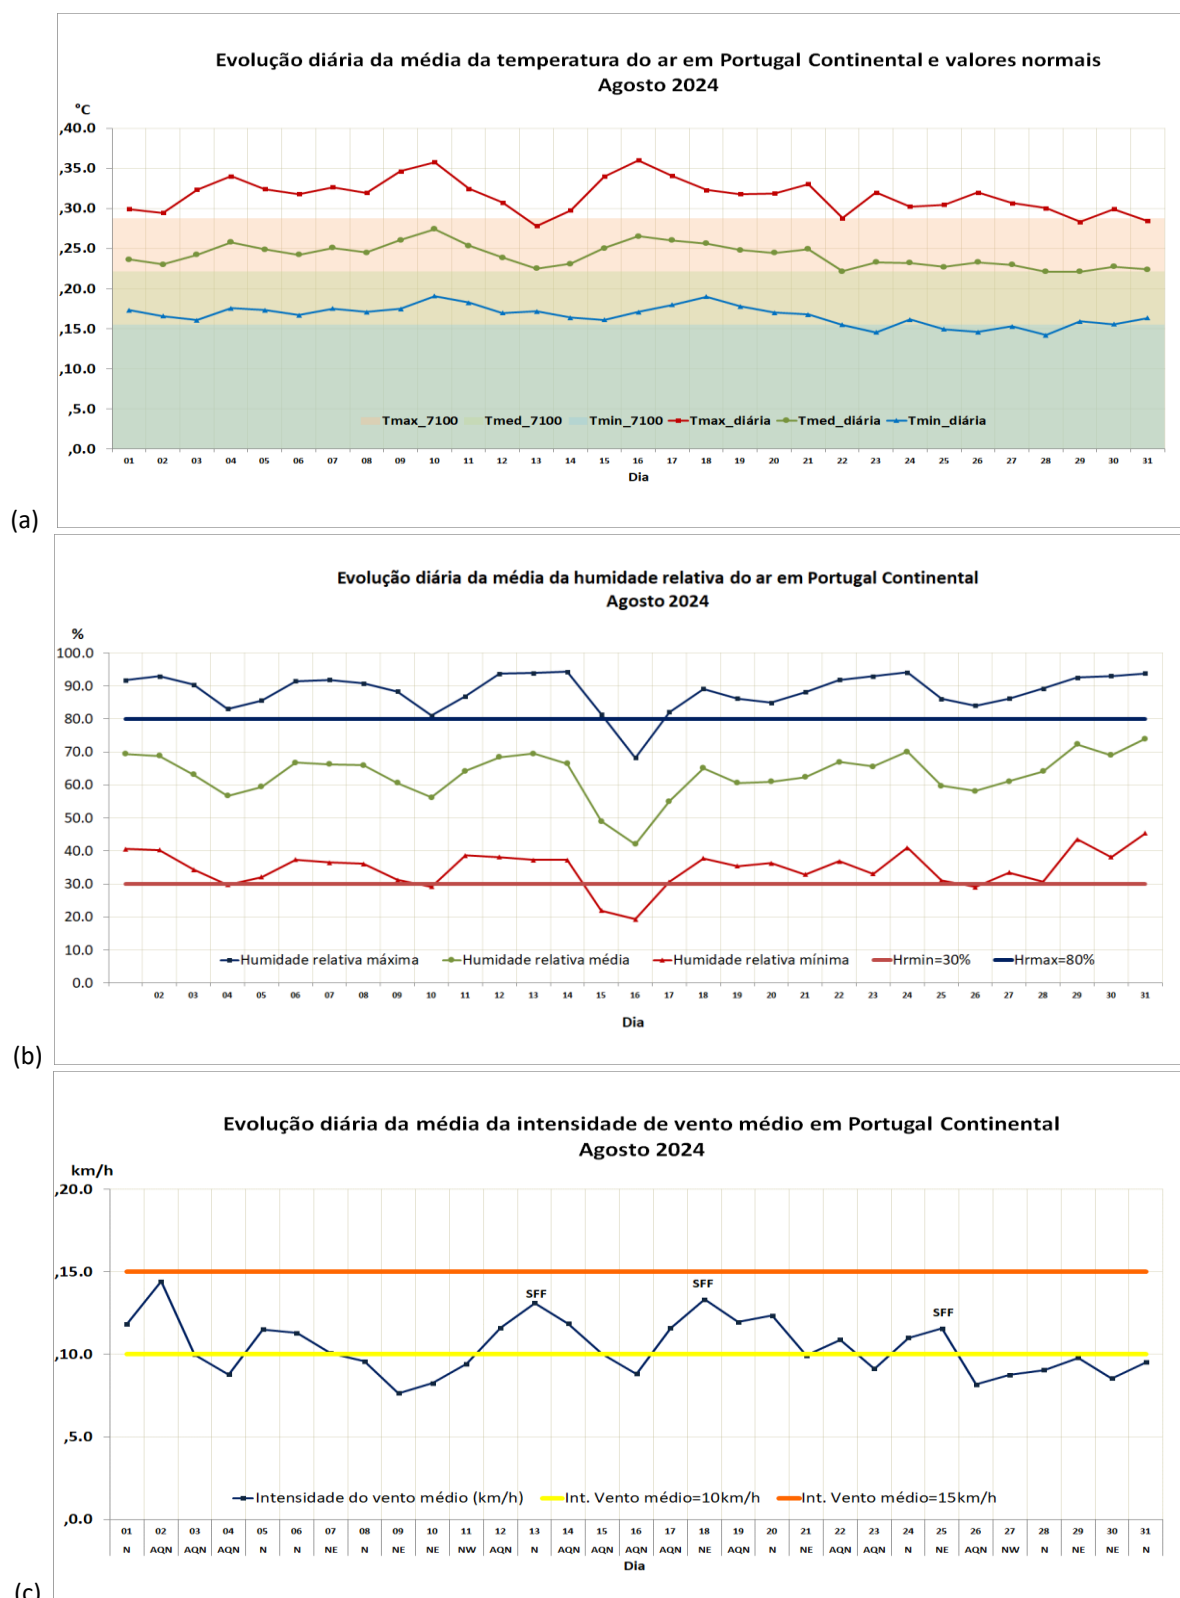 Evolução diária da média da temperatura do ar em Portugal Continental e valores normais
Agosto 2024
°C
,40.0
,35.0
,30.0
,25.0
,20.0
,15.0
,10.0
,5.0
,0.0
Tmax_7100 Tmed_7100 Tmin_7100 Tmax_diária Tmed_diária Tmin_diária
01 02 03 04 05 06 07 08 09 10 11 12 13 14 15 16 17 18 19 20 21 22 23 24 25 26 27 28 29 30 31
Dia
(a)
Evolução diária da média da humidade relativa do ar em Portugal Continental
Agosto 2024
%
100.0
90.0
80.0
70.0
60.0
50.0
40.0
30.0
20.0
10.0
0.0
Humidade relativa máxima Humidade relativa média Humidade relativa mínima Hrmin=30% Hrmax=80%
02 03 04 05 06 07 08 09 10 11 12 13 14 15 16 17 18 19 20 21 22 23 24 25 26 27 28 29 30 31
Dia
(b)
Evolução diária da média da intensidade de vento médio em Portugal Continental
Agosto 2024
km/h
,20.0
,15.0
,10.0
,5.0
,0.0
SFF SFF SFF
Intensidade do vento médio (km/h) Int. Vento médio=10km/h Int. Vento médio=15km/h
01 02 03 04 05 06 07 08 09 10 11 12 13 14 15 16 17 18 19 20 21 22 23 24 25 26 27 28 29 30 31
N AQN AQN AQN N N NE N NE NE NW AQN N AQN AQN AQN AQN NE AQN N NE AQN AQN N NE AQN NW N NE NE N
Dia
(c)